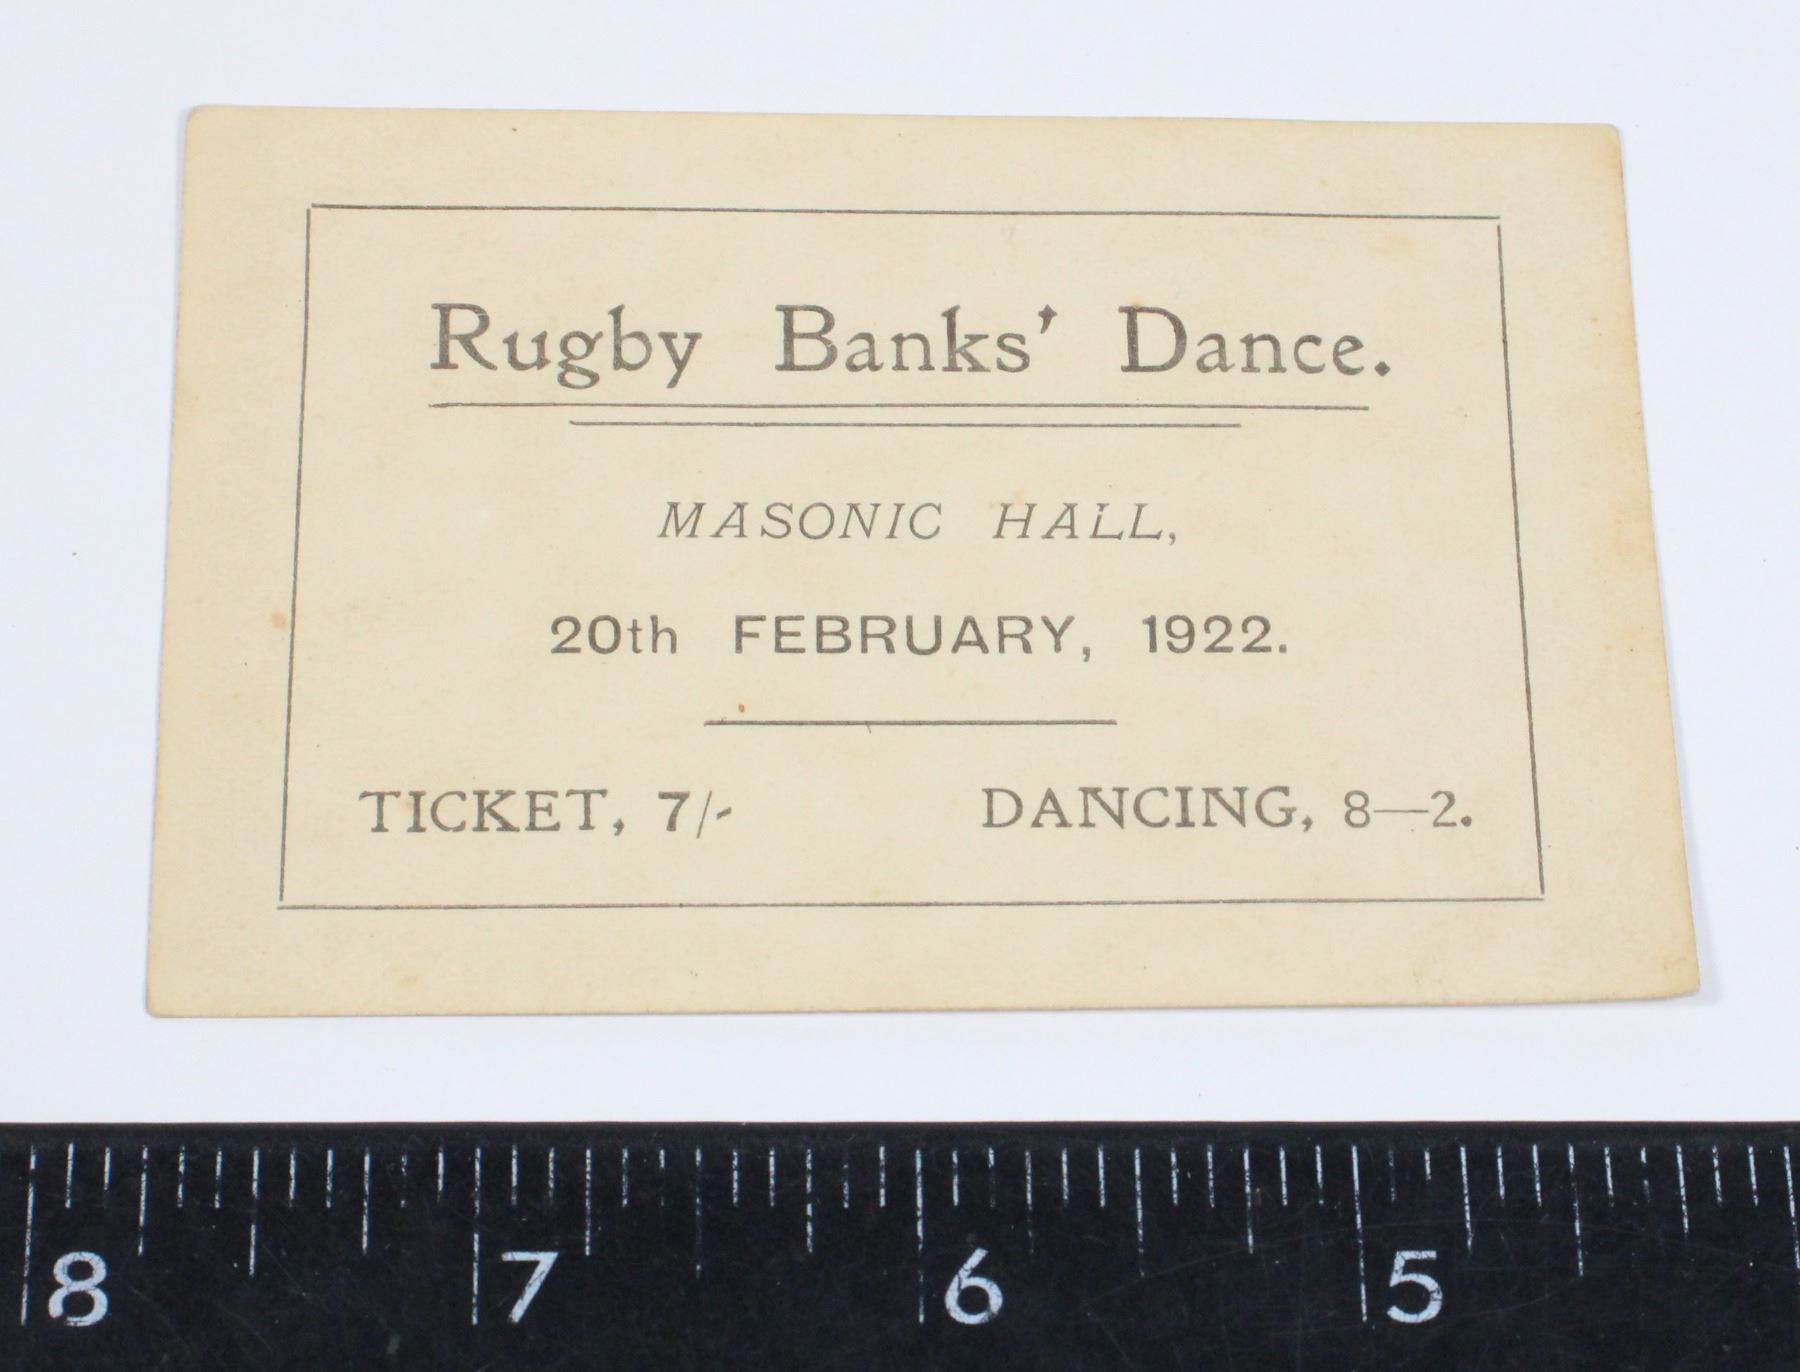 Rugby Banks' Dance.
MASONIC HALL,
20th FEBRUARY, 1922.
TICKET, 7/- DANCING, 8—2.
8 7 6 5